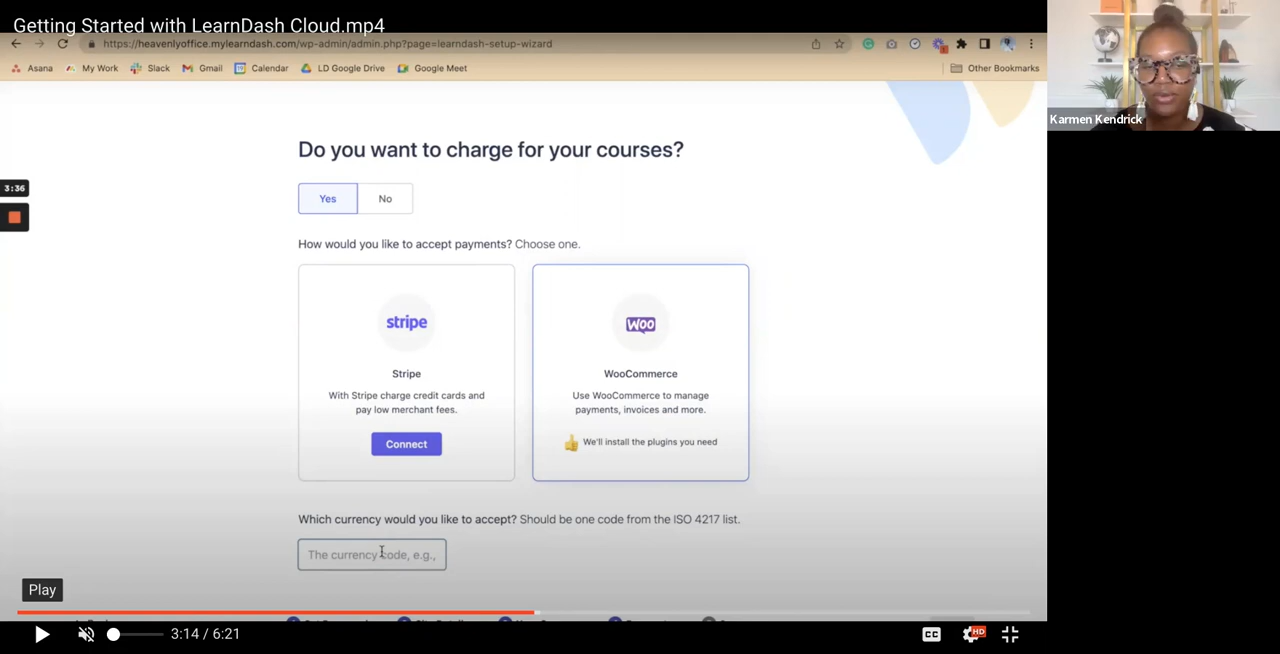 Getting Started with LearnDash Cloud.mp4
https://heavenlyoffice.mylearndash.com/wp-admin/admin.php?page=learndash-setup-wizard
Asana My Work Slack Gmail Calendar LD Google Drive Google Meet Other Bookmarks
Karmen Kendrick
Do you want to charge for your courses?
3:36
Yes No
How would you like to accept payments? Choose one.
stripe
WOO
Stripe
WooCommerce
With Stripe charge credit cards and
pay low merchant fees.
Use WooCommerce to manage
payments, invoices and more.
Connect
We'll install the plugins you need
Which currency would you like to accept? Should be one code from the ISO 4217 list.
The currency code, e.g.,
Play
3:14 / 6:21
CC
HD